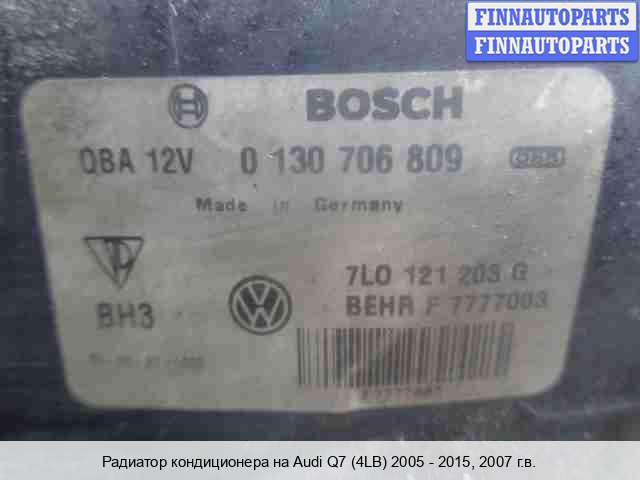 FINNAUTOPARTS
FINNAUTOPARTS
BOSCH
QBA 12V 0 130 706 809
Made in Germany
7L0 121 203 G
BH3
BEHR F 7777003
Радиатор кондиционера на Audi Q7 (4LB) 2005 - 2015, 2007 г.в.